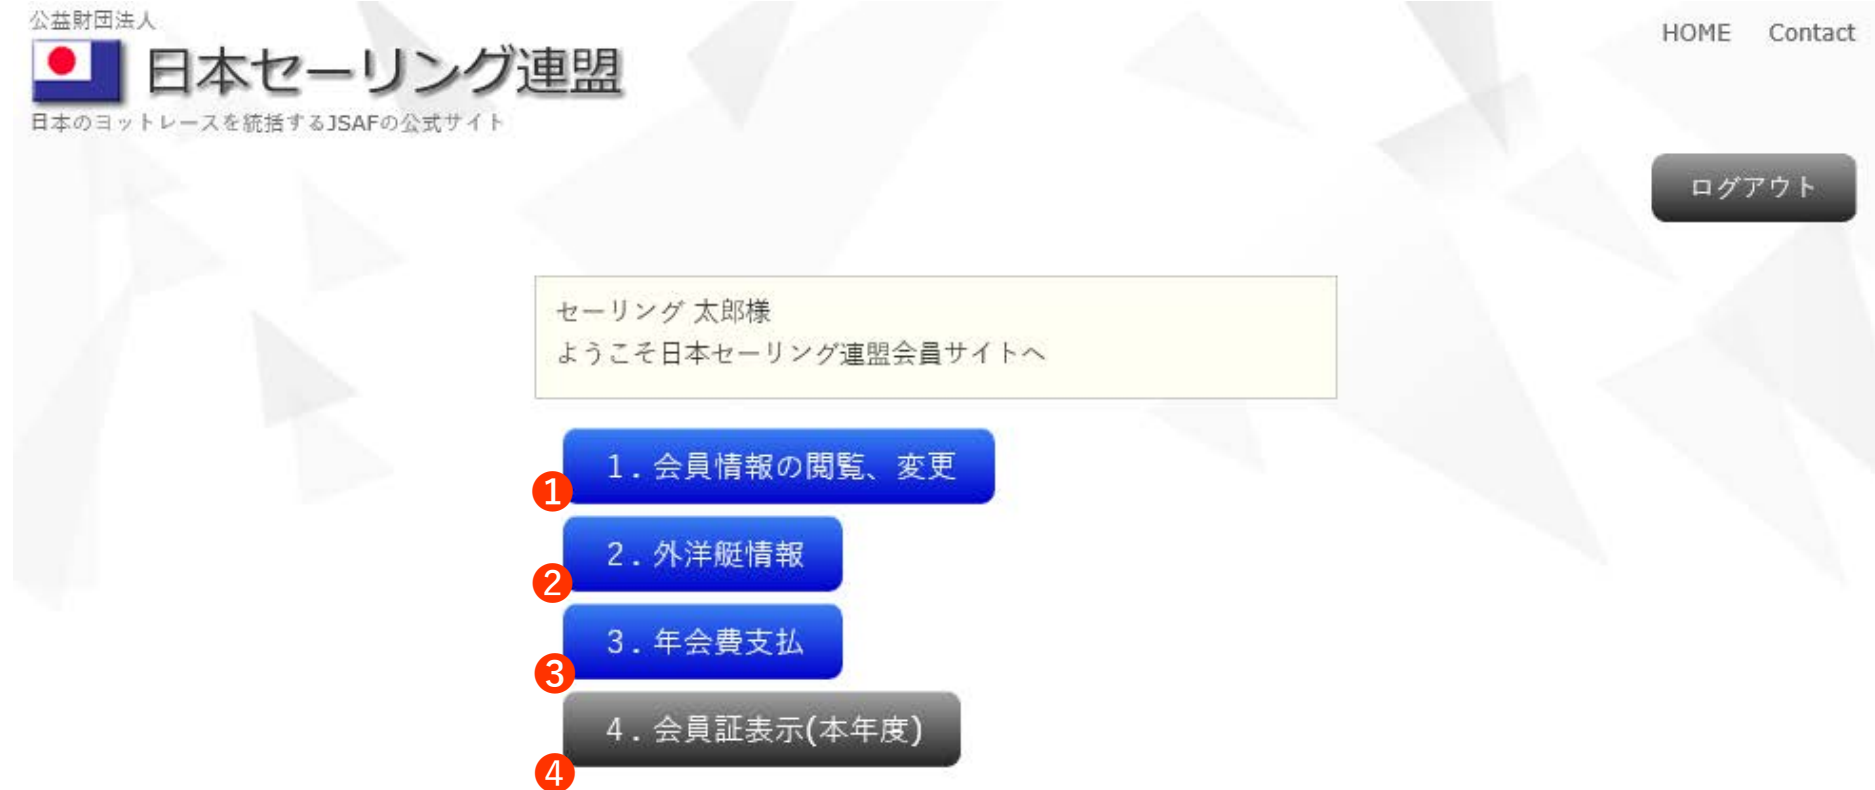 公益財団法人
日本セーリング連盟
日本のヨットレースを統括するJSAFの公式サイト
HOME Contact
ログアウト
セーリング 太郎様
ようこそ日本セーリング連盟会員サイトへ
1. 会員情報の閲覧、変更
1
2. 外洋艇情報
2
3. 年会費支払
3
4. 会員証表示(本年度)
4